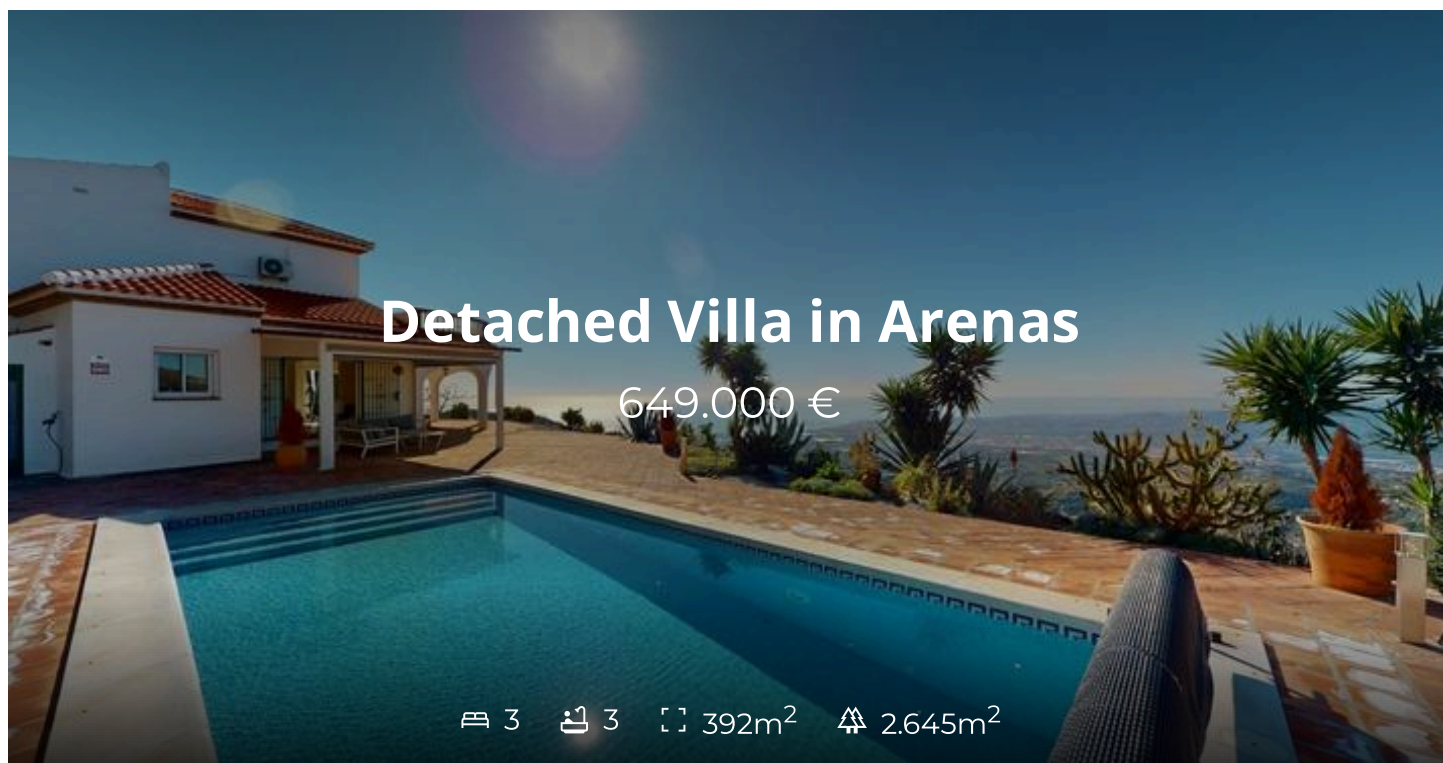 Detached Villa in Arenas
649.000 €
3 3 392m² 2.645m²